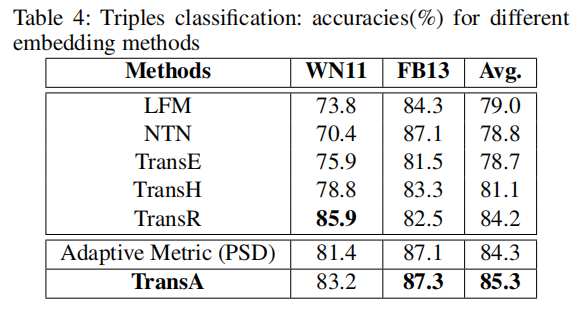 Table 4: Triples classification: accuracies(%) for different
embedding methods
Methods WN11 FB13 Avg.
LFM 73.8 84.3 79.0
NTN 70.4 87.1 78.8
TransE 75.9 81.5 78.7
TransH 78.8 83.3 81.1
TransR 85.9 82.5 84.2
Adaptive Metric (PSD) 81.4 87.1 84.3
TransA 83.2 87.3 85.3